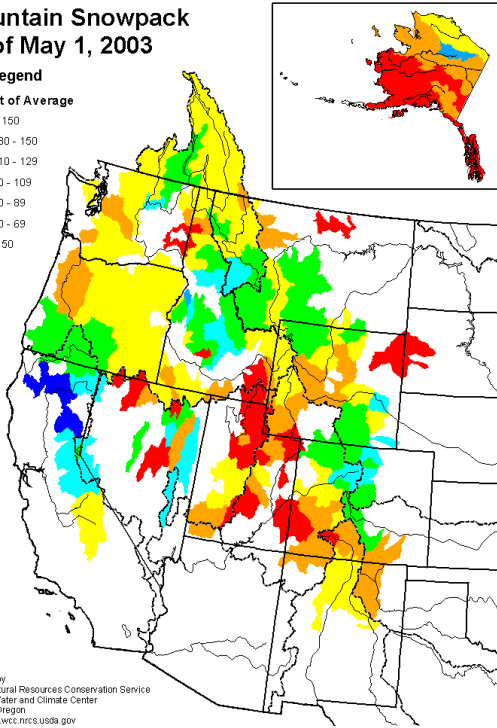 untain Snowpack
of May 1, 2003
egend
t of Average
150
30 - 150
10 - 129
0 - 109
0 - 89
0 - 69
50
by
tural Resources Conservation Service
Water and Climate Center
Oregon
.wcc.nrcs.usda.gov